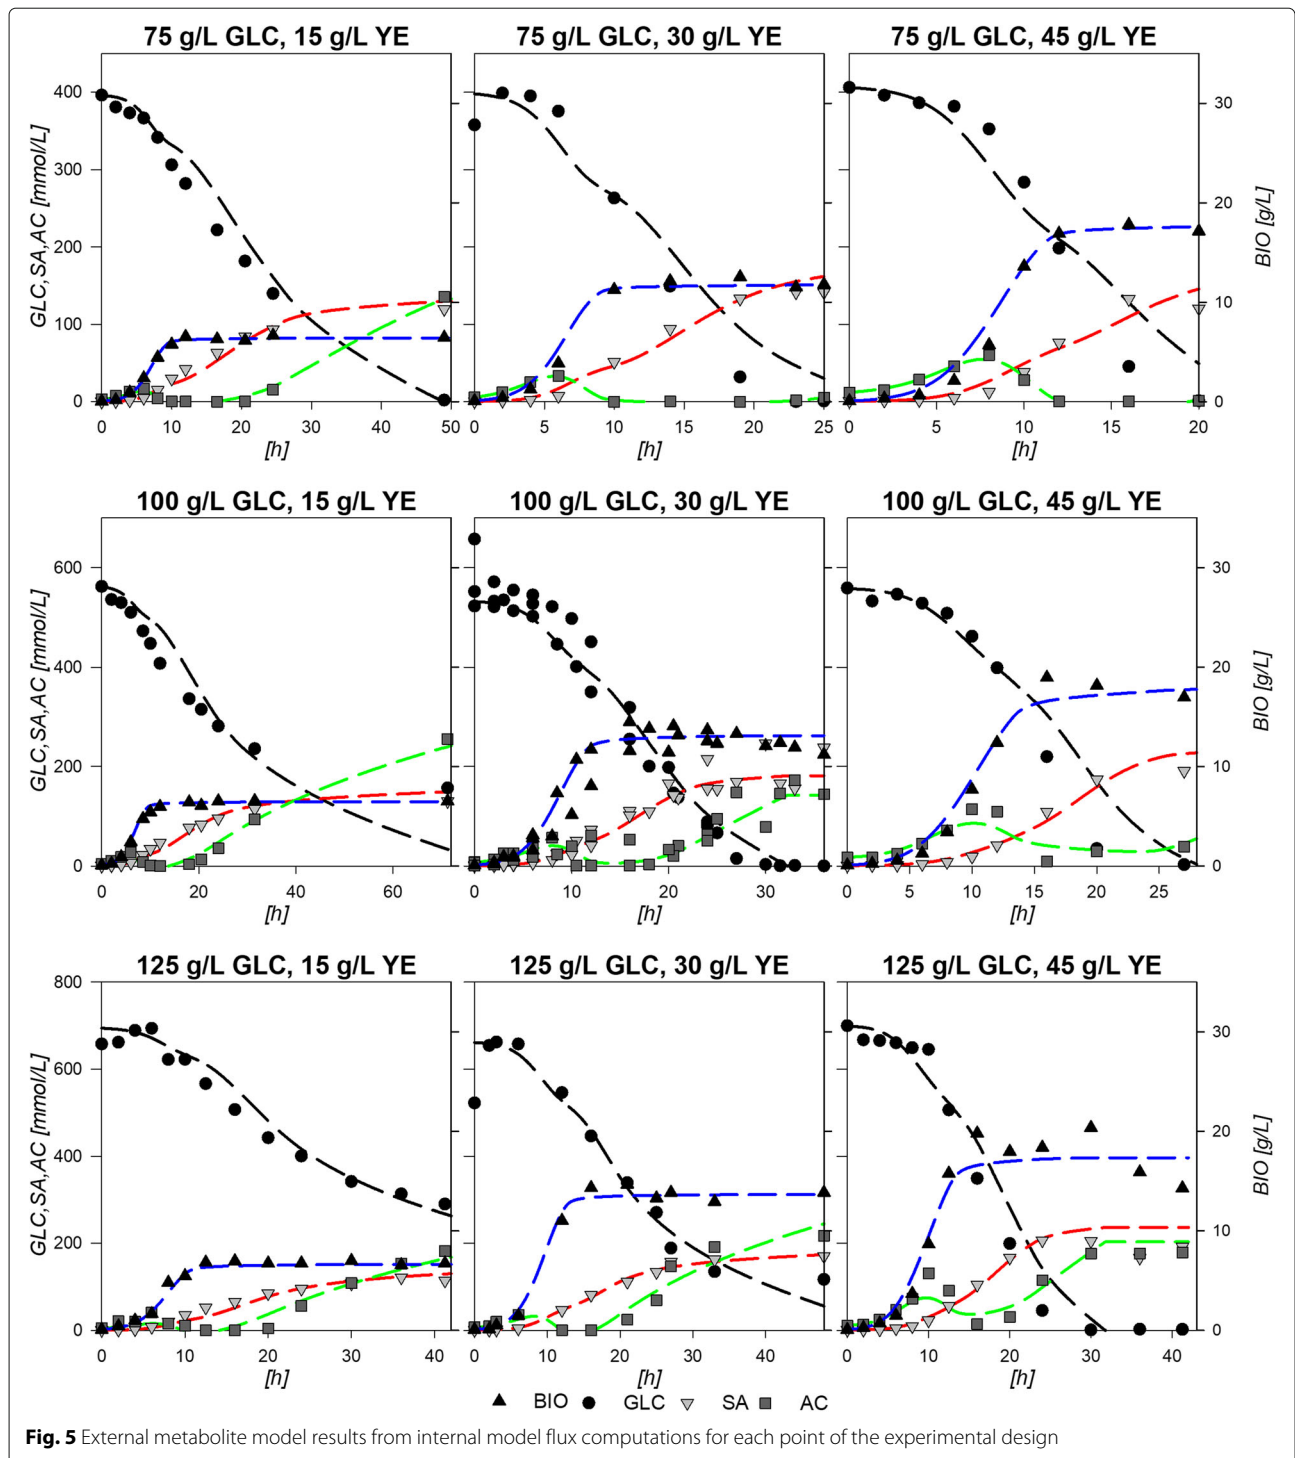 75 g/L GLC, 15 g/L YE
75 g/L GLC, 30 g/L YE
75 g/L GLC, 45 g/L YE
GLC,SA,AC [mmol/L]
400
300
200
100
0
30
20
10
0
BIO [g/L]
0 10 20 30 40 50
0 5 10 15 20 25
0 5 10 15 20
[h]
[h]
[h]
100 g/L GLC, 15 g/L YE
100 g/L GLC, 30 g/L YE
100 g/L GLC, 45 g/L YE
GLC,SA,AC [mmol/L]
600
400
200
0
30
20
10
0
BIO [g/L]
0 20 40 60
0 10 20 30
0 5 10 15 20 25
[h]
[h]
[h]
125 g/L GLC, 15 g/L YE
125 g/L GLC, 30 g/L YE
125 g/L GLC, 45 g/L YE
GLC,SA,AC [mmol/L]
800
600
400
200
0
30
20
10
0
BIO [g/L]
0 10 20 30 40
0 10 20 30 40
0 10 20 30 40
[h]
[h]
[h]
BIO GLC SA AC
Fig. 5 External metabolite model results from internal model flux computations for each point of the experimental design